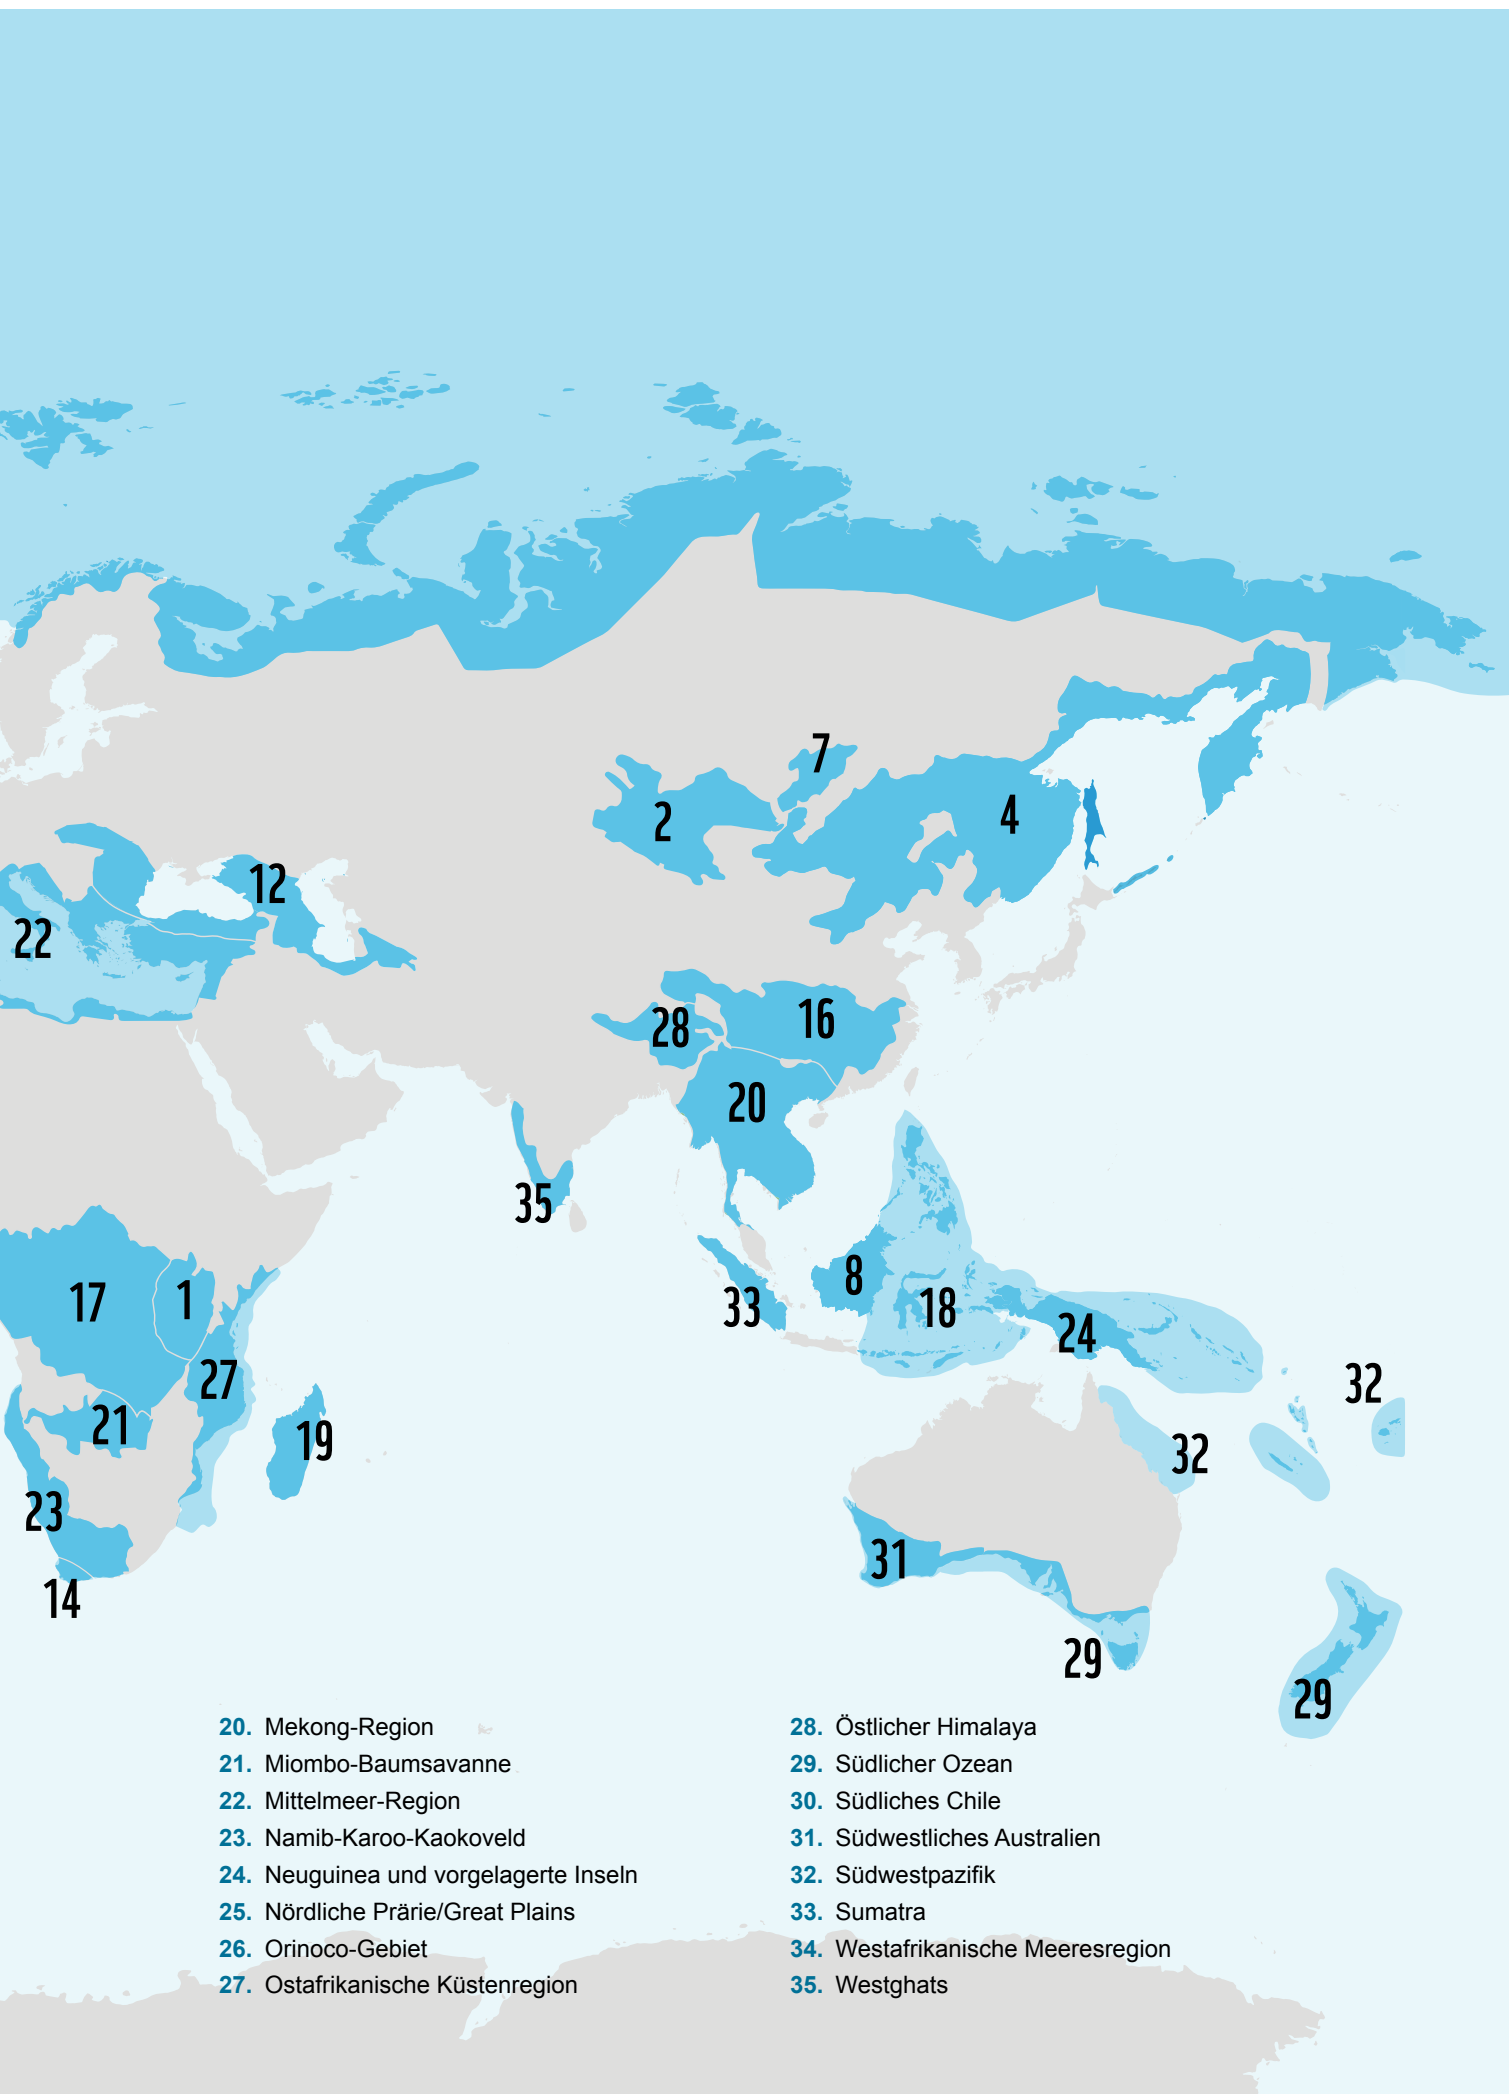 7
2
4
12
22
28
16
20
35
17
1
8
33
18
24
27
32
21
19
32
23
31
14
29
29
20. Mekong-Region
21. Miombo-Baumsavanne
22. Mittelmeer-Region
23. Namib-Karoo-Kaokoveld
24. Neuguinea und vorgelagerte Inseln
25. Nördliche Prärie/Great Plains
26. Orinoco-Gebiet
27. Ostafrikanische Küstenregion
28. Östlicher Himalaya
29. Südlicher Ozean
30. Südliches Chile
31. Südwestliches Australien
32. Südwestpazifik
33. Sumatra
34. Westafrikanische Meeresregion
35. Westghats